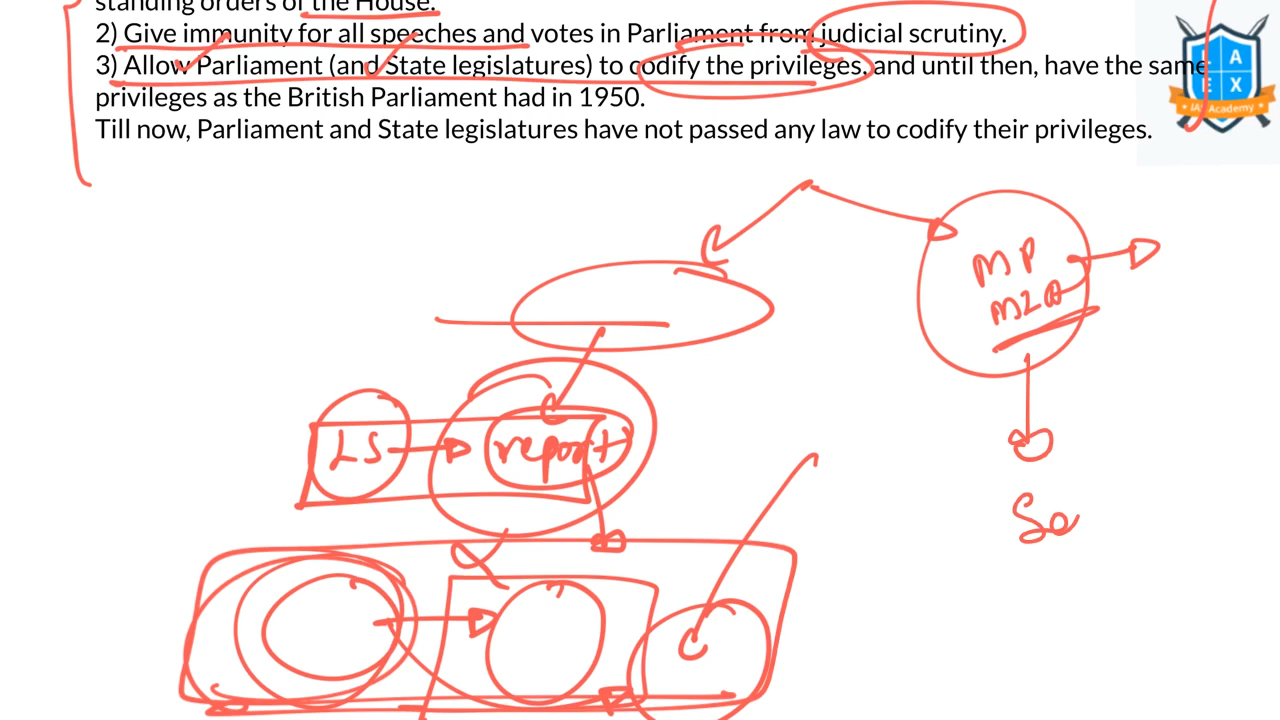 standing orders of the House.
2) Give immunity for all speeches and votes in Parliament from judicial scrutiny.
3) Allow Parliament (and State legislatures) to codify the privileges, and until then, have the same
privileges as the British Parliament had in 1950.
Till now, Parliament and State legislatures have not passed any law to codify their privileges.
A
E X
IAS Academy
MP
MLA
LS
report
Se